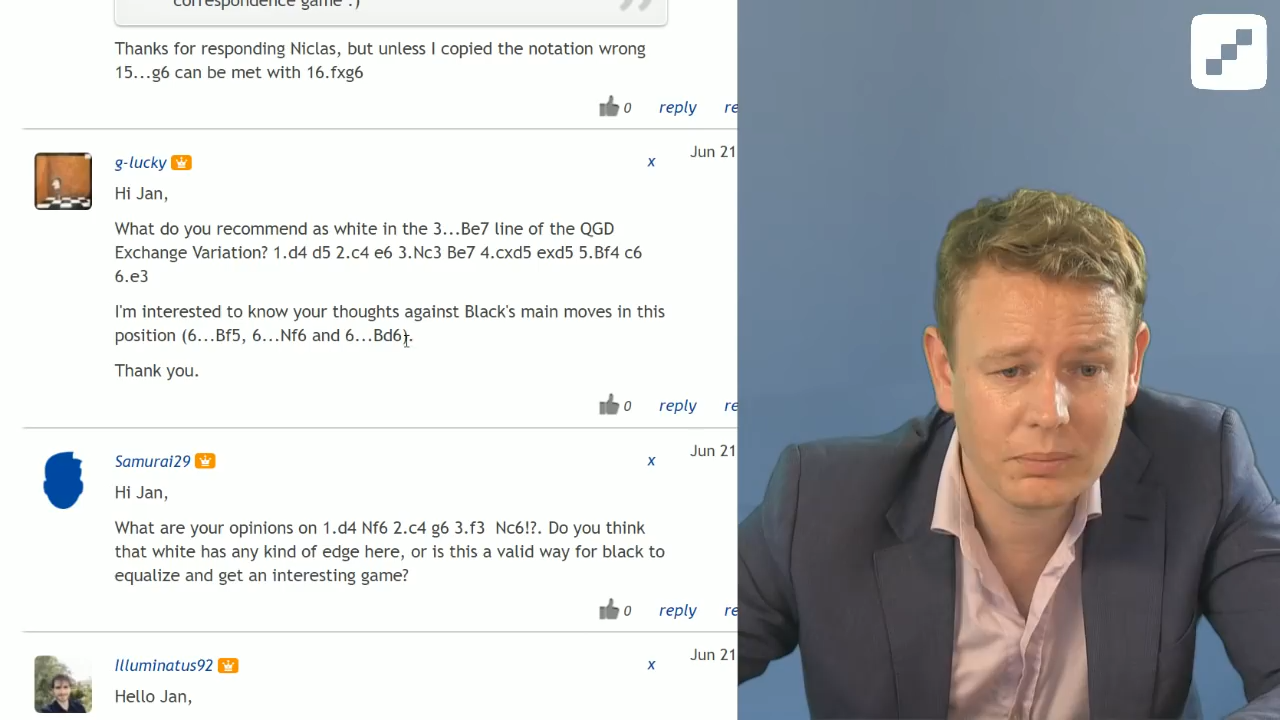 correspondence game :)
Thanks for responding Niclas, but unless I copied the notation wrong
15...g6 can be met with 16.fxg6
0 reply re
g-lucky x Jun 21
Hi Jan,
What do you recommend as white in the 3...Be7 line of the QGD
Exchange Variation? 1.d4 d5 2.c4 e6 3.Nc3 Be7 4.cxd5 exd5 5.Bf4 c6
6.e3
I'm interested to know your thoughts against Black's main moves in this
position (6...Bf5, 6...Nf6 and 6...Bd6).
Thank you.
0 reply re
Samurai29 x Jun 21
Hi Jan,
What are your opinions on 1.d4 Nf6 2.c4 g6 3.f3 Nc6!?. Do you think
that white has any kind of edge here, or is this a valid way for black to
equalize and get an interesting game?
0 reply re
Illuminatus92 x Jun 21
Hello Jan,